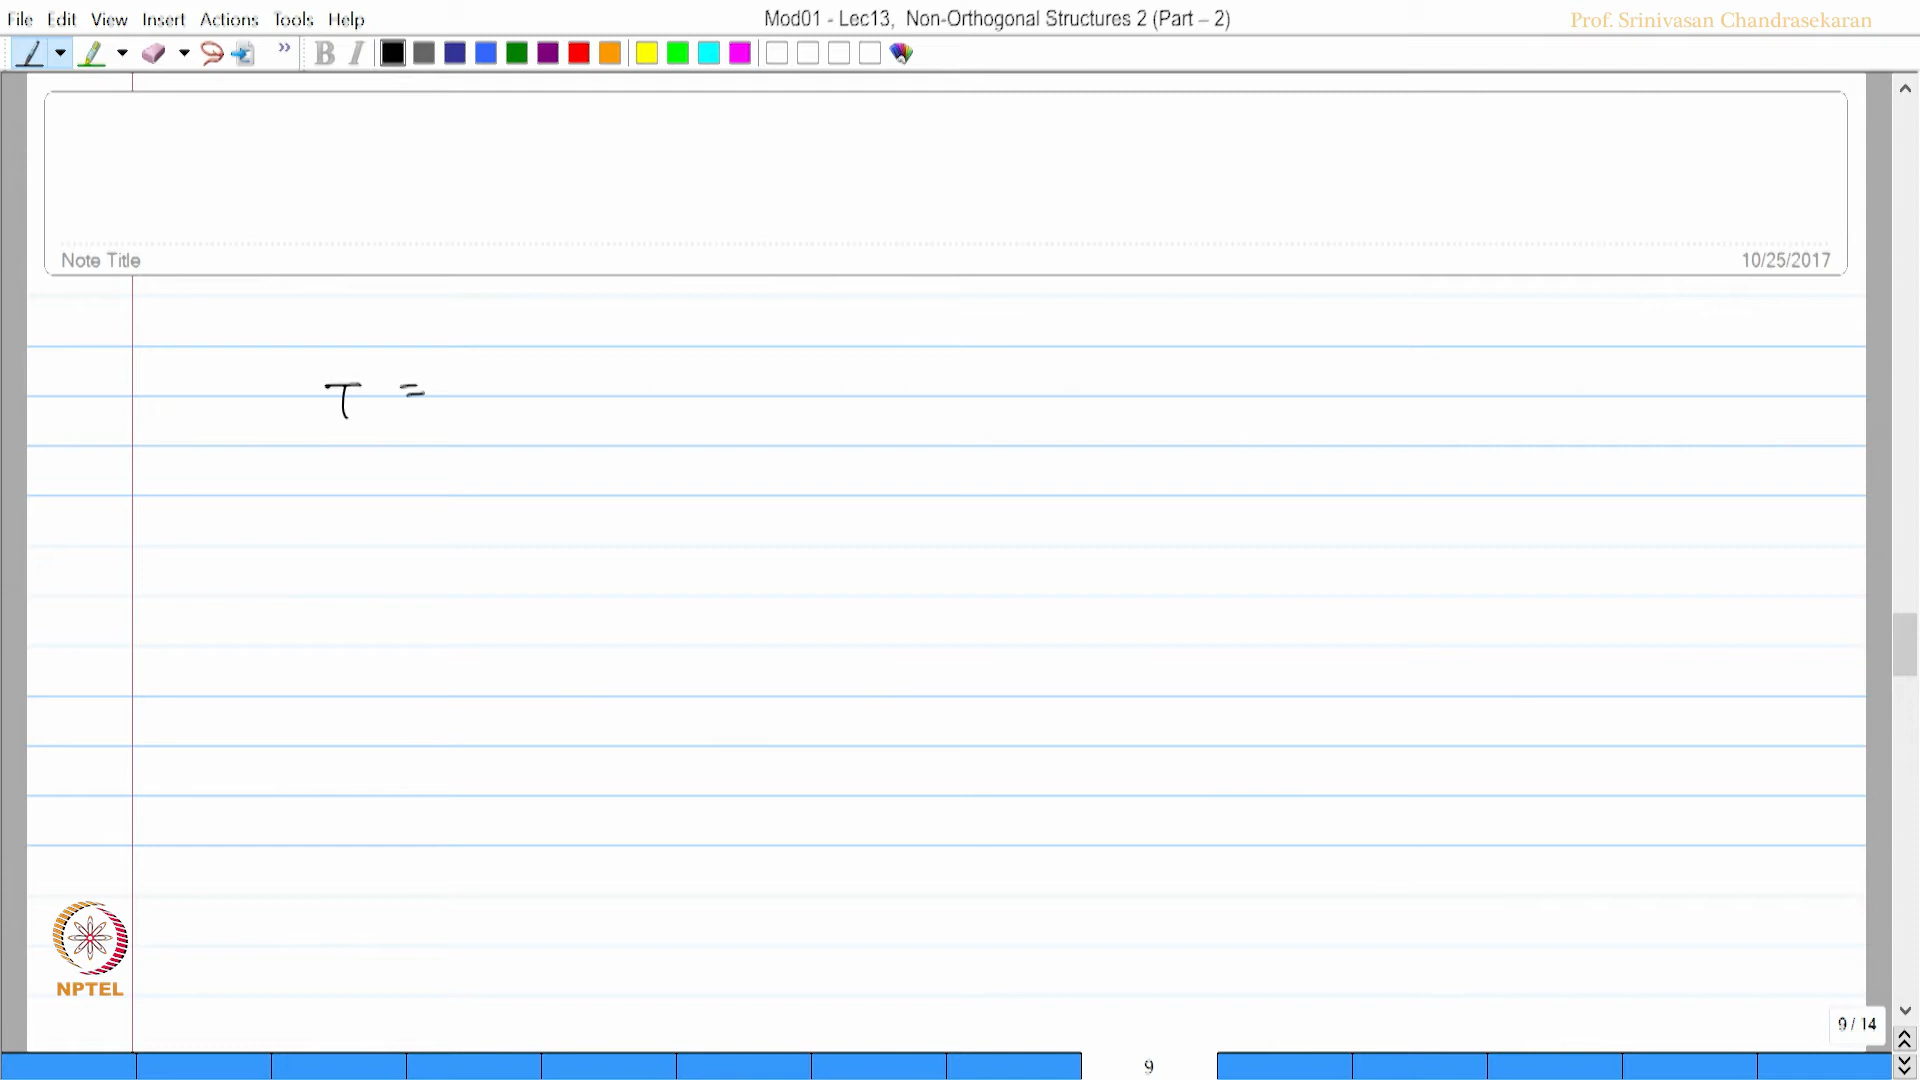 File Edit View Insert Actions Tools Help
Mod01 - Lec13, Non-Orthogonal Structures 2 (Part – 2)
Prof. Srinivasan Chandrasekaran
B I
Note Title
10/25/2017
T =
NPTEL
9 / 14
9